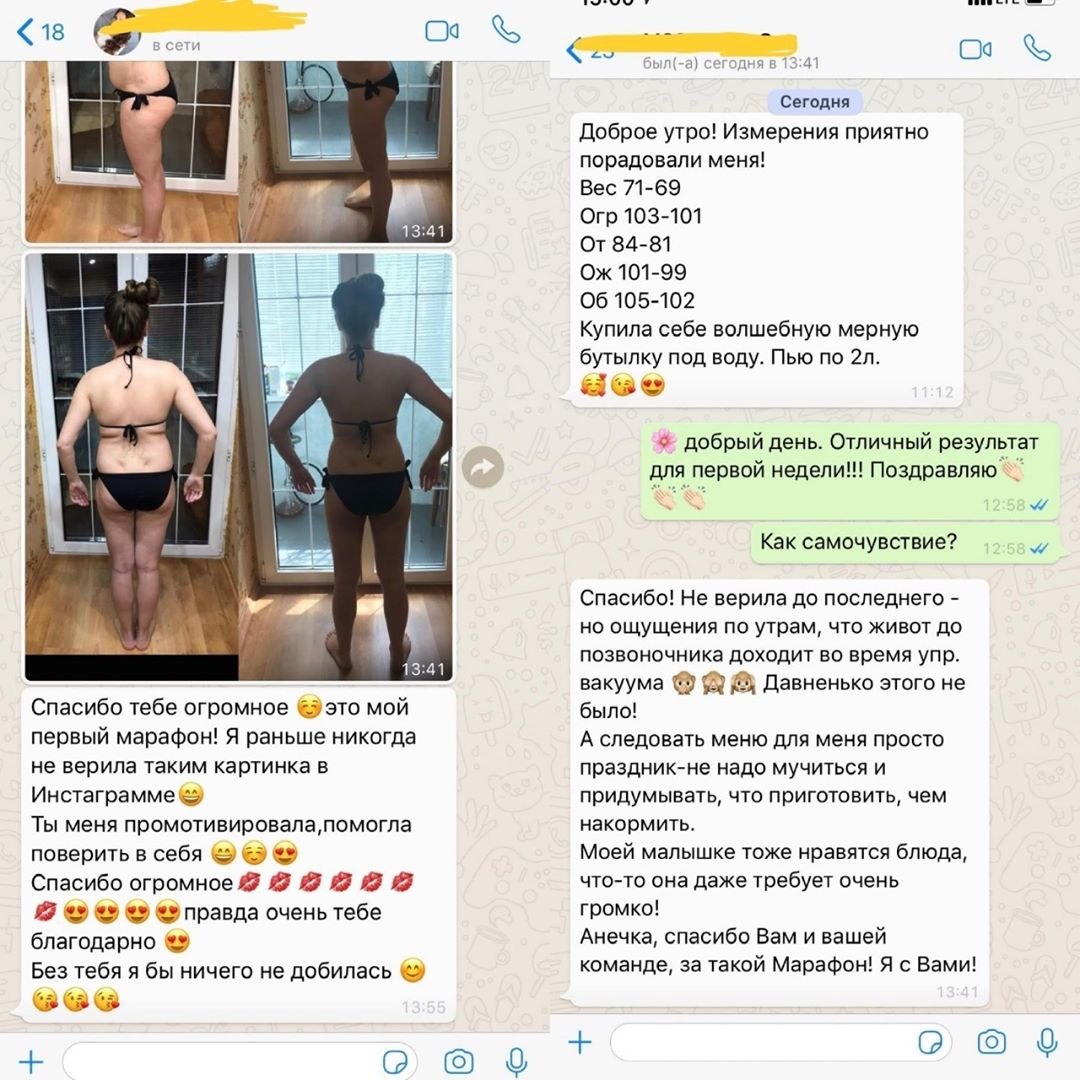 18
в сети
13:41
13:41
Спасибо тебе огромное ☺️это мой
первый марафон! Я раньше никогда
не верила таким картинка в
Инстаграмме😄
Ты меня промотивировала,помогла
поверить в себя 😄☺️😍
Спасибо огромное💋💋💋💋💋💋
💋😍😍😍😍правда очень тебе
благодарно 😍
Без тебя я бы ничего не добилась 😊
😘😘😘
13:55
был(-а) сегодня в 13:41
Сегодня
Доброе утро! Измерения приятно
порадовали меня!
Вес 71-69
Огр 103-101
От 84-81
Ож 101-99
Об 105-102
Купила себе волшебную мерную
бутылку под воду. Пью по 2л.
🥰😘😍
11:12
🌸 добрый день. Отличный результат
для первой недели!!! Поздравляю👏🏻
👏🏻👏🏻
12:58
Как самочувствие?
12:58
Спасибо! Не верила до последнего -
но ощущения по утрам, что живот до
позвоночника доходит во время упр.
вакуума 🙊🙈🙉 Давненько этого не
было!
А следовать меню для меня просто
праздник-не надо мучиться и
придумывать, что приготовить, чем
накормить.
Моей малышке тоже нравятся блюда,
что-то она даже требует очень
громко!
Анечка, спасибо Вам и вашей
команде, за такой Марафон! Я с Вами!
13:41